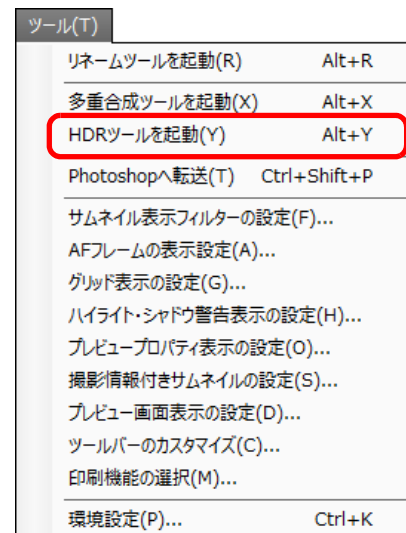 ツール(T)
リネームツールを起動(R) Alt+R
多重合成ツールを起動(X) Alt+X
HDRツールを起動(Y) Alt+Y
Photoshopへ転送(T) Ctrl+Shift+P
サムネイル表示フィルターの設定(F)...
AFフレームの表示設定(A)...
グリッド表示の設定(G)...
ハイライト・シャドウ警告表示の設定(H)...
プレビュープロパティ表示の設定(O)...
撮影情報付きサムネイルの設定(S)...
プレビュー画面表示の設定(D)...
ツールバーのカスタマイズ(C)...
印刷機能の選択(M)...
環境設定(P)... Ctrl+K